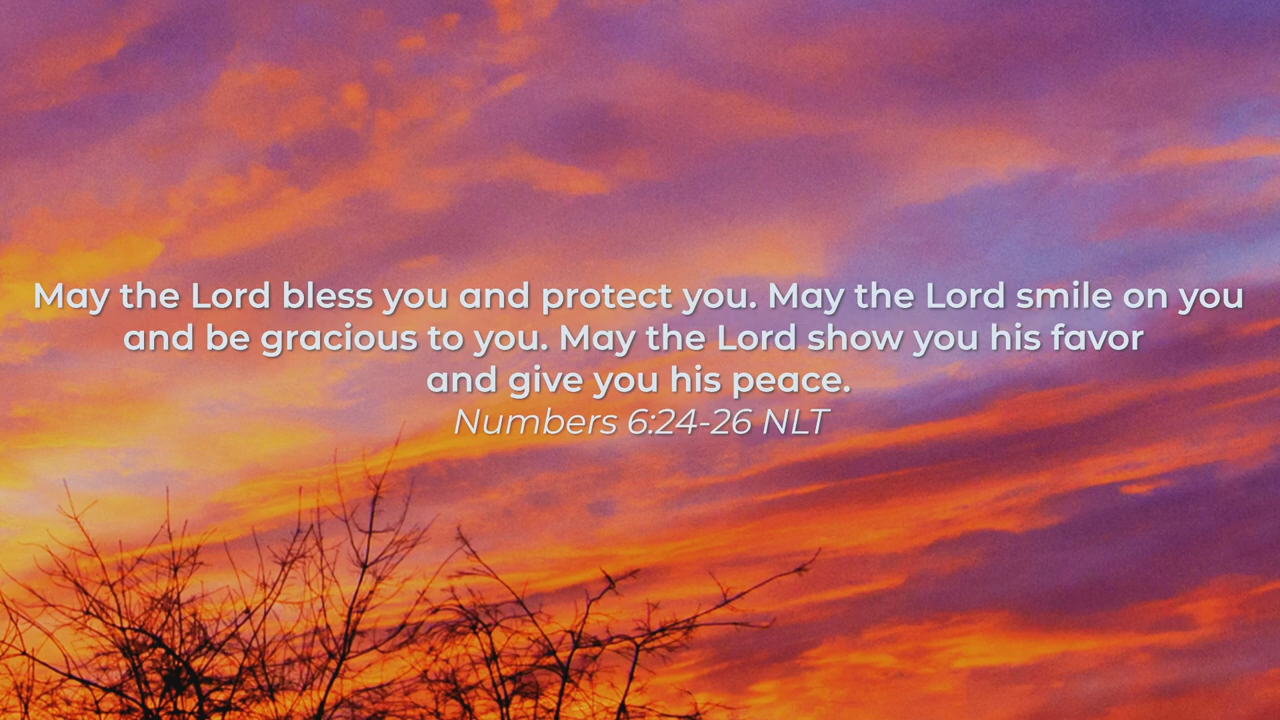 May the Lord bless you and protect you. May the Lord smile on you
and be gracious to you. May the Lord show you his favor
and give you his peace.
Numbers 6:24-26 NLT